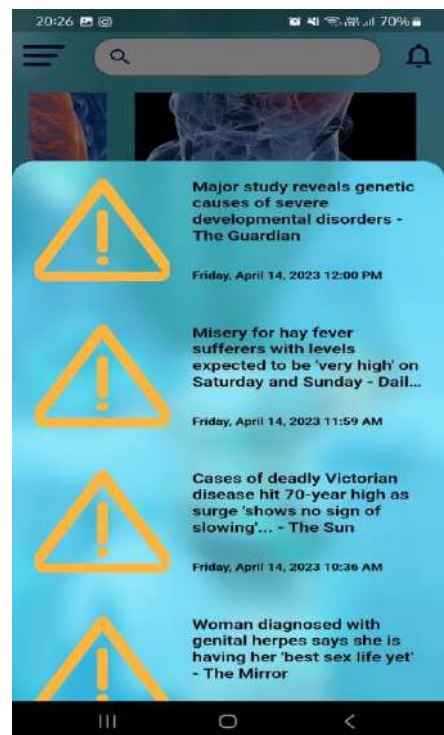 20:26
70%
Major study reveals genetic
causes of severe
developmental disorders -
The Guardian
Friday, April 14, 2023 12:00 PM
Misery for hay fever
sufferers with levels
expected to be 'very high' on
Saturday and Sunday - Dail...
Friday, April 14, 2023 11:59 AM
Cases of deadly Victorian
disease hit 70-year high as
surge 'shows no sign of
slowing'... - The Sun
Friday, April 14, 2023 10:36 AM
Woman diagnosed with
genital herpes says she is
having her 'best sex life yet'
- The Mirror